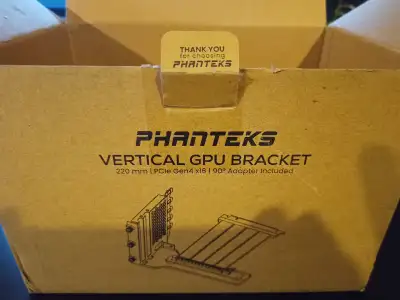 THANK YOU
for choosing
PHANTEKS
PHANTEKS
VERTICAL GPU BRACKET
220 mm | PCIe Gen4 x16 | 90° Adapter Included